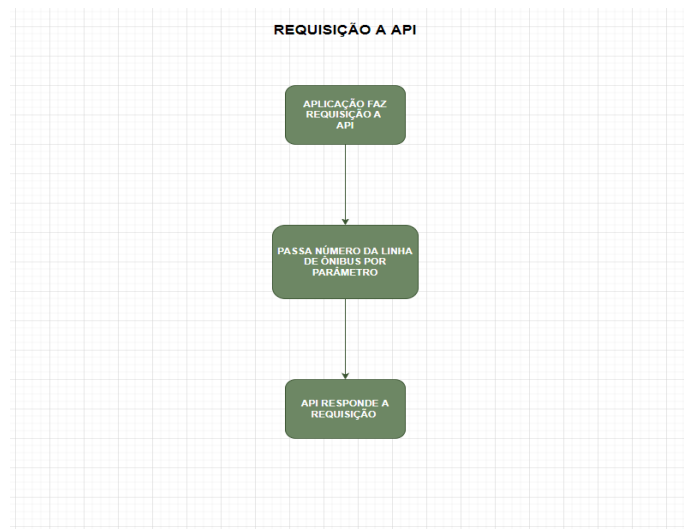 REQUISIÇÃO A API
APLICAÇÃO FAZ
REQUISIÇÃO A
API
PASSA NÚMERO DA LINHA
DE ÔNIBUS POR
PARÂMETRO
API RESPONDE A
REQUISIÇÃO